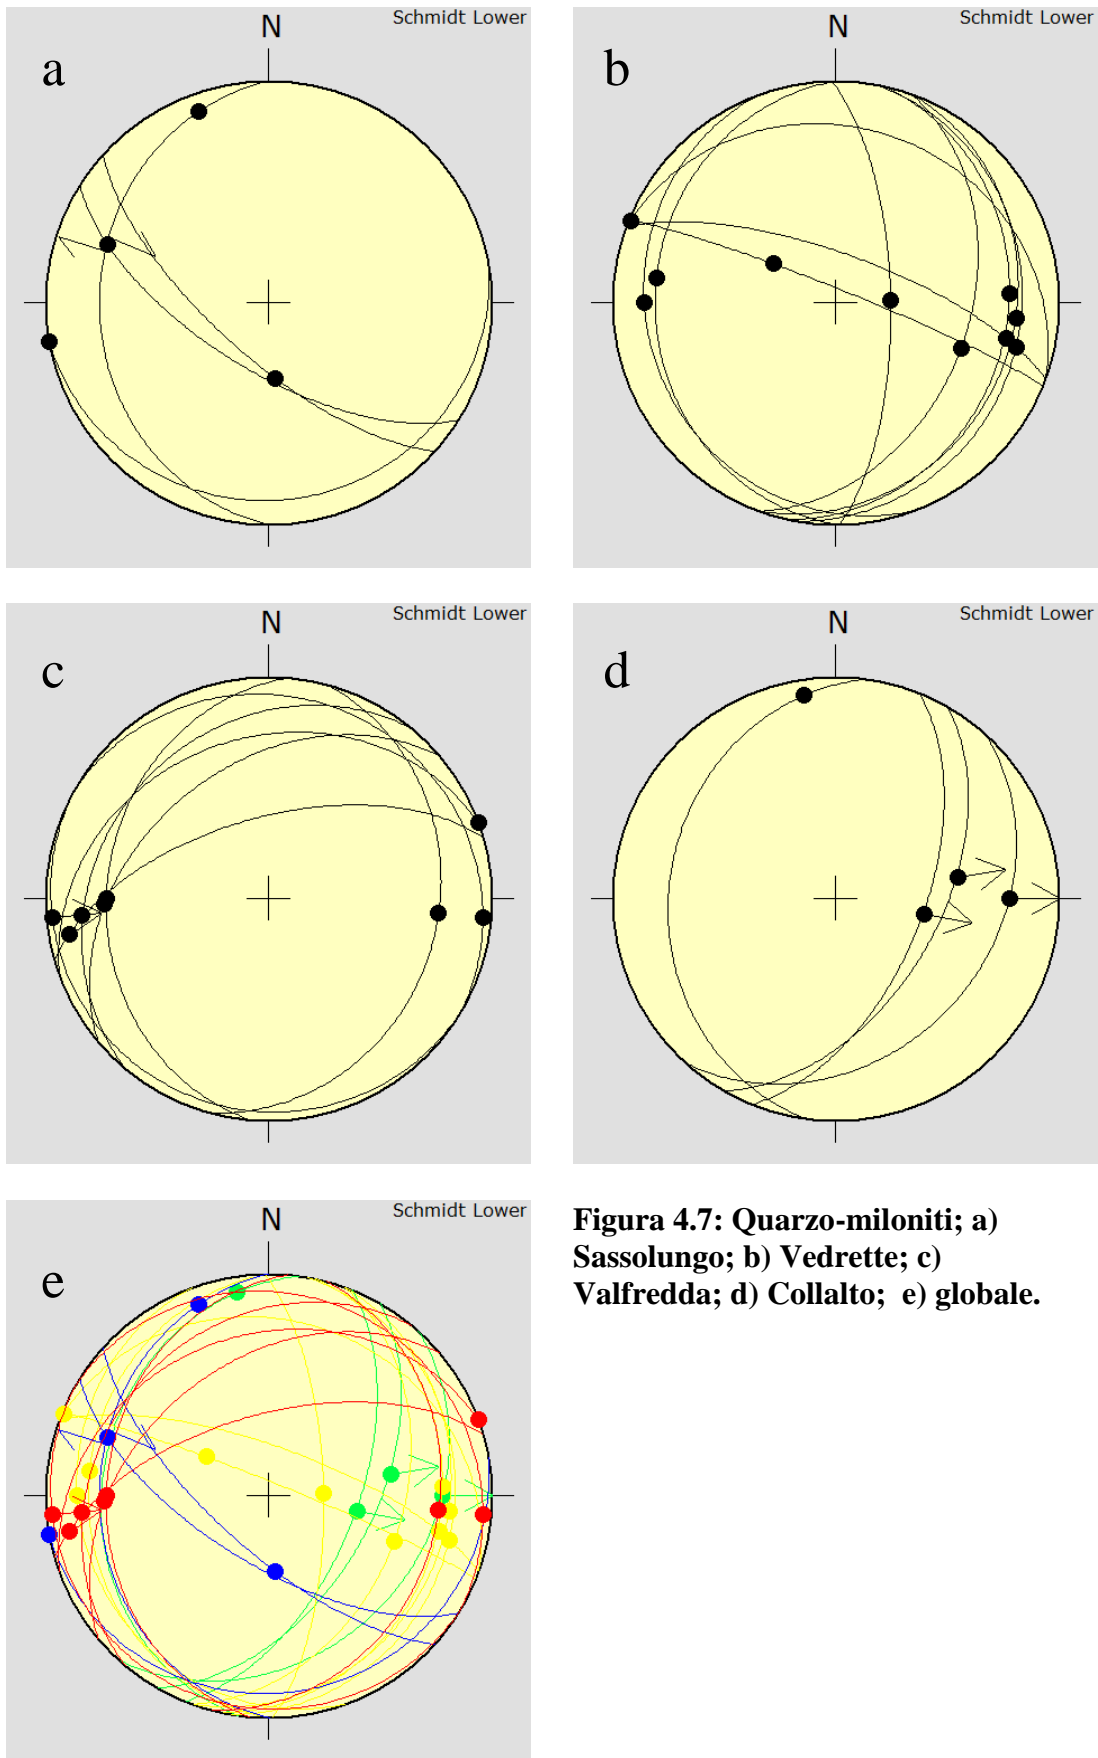 Schmidt Lower
N
a
Schmidt Lower
N
b
Schmidt Lower
N
c
Schmidt Lower
N
d
Schmidt Lower
N
e
Figura 4.7: Quarzo-miloniti; a)
Sassolungo; b) Vedrette; c)
Valfredda; d) Collalto;  e) globale.